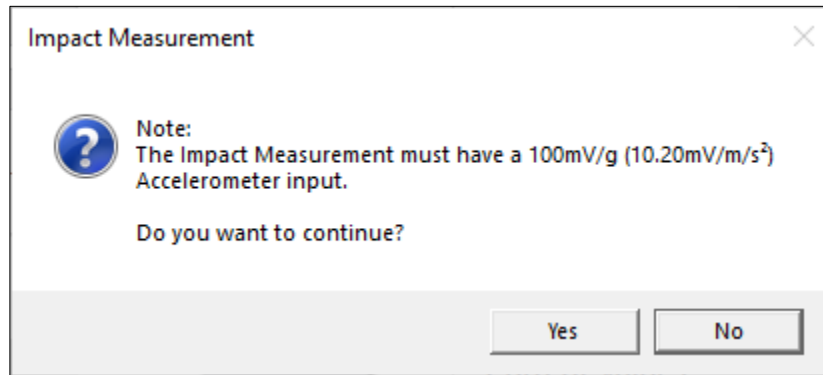 Impact Measurement
Note:
The Impact Measurement must have a 100mV/g (10.20mV/m/s²)
Accelerometer input.
Do you want to continue?
Yes
No